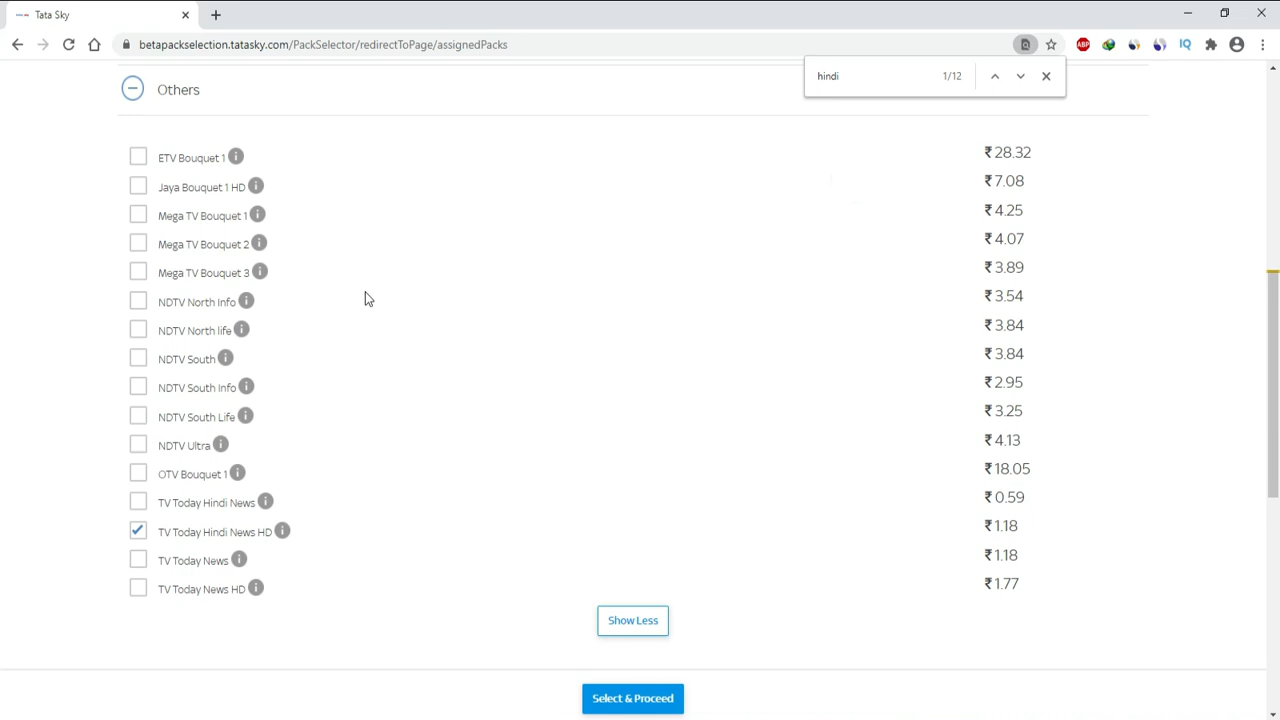 Tata Sky
betapackselection.tatasky.com/PackSelector/redirectToPage/assignedPacks
ABP
IQ
hindi 1/12
Others
ETV Bouquet 1 i ₹28.32
Jaya Bouquet 1 HD i ₹7.08
Mega TV Bouquet 1 i ₹4.25
Mega TV Bouquet 2 i ₹4.07
Mega TV Bouquet 3 i ₹3.89
NDTV North Info i ₹3.54
NDTV North life i ₹3.84
NDTV South i ₹3.84
NDTV South Info i ₹2.95
NDTV South Life i ₹3.25
NDTV Ultra i ₹4.13
OTV Bouquet 1 i ₹18.05
TV Today Hindi News i ₹0.59
TV Today Hindi News HD i ₹1.18
TV Today News i ₹1.18
TV Today News HD i ₹1.77
Show Less
Select & Proceed